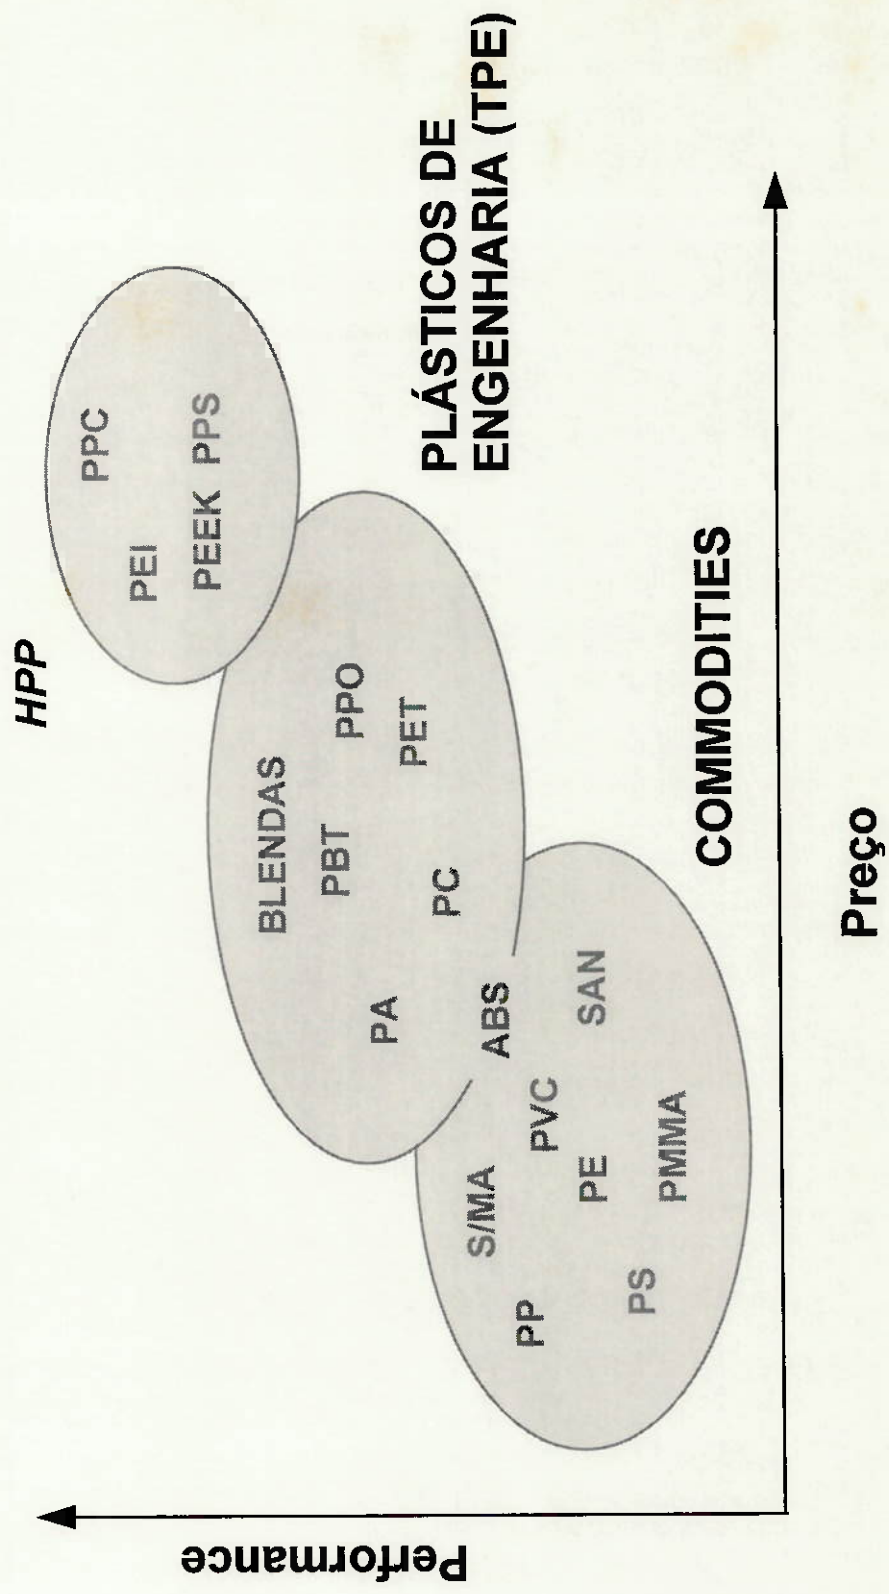 Performance
HPP
PPC
PEI
PEEK PPS
BLENDAS
PBT
PPO
PET
PA
PC
PLÁSTICOS DE
ENGENHARIA (TPE)
ABS
S/MA
PVC
SAN
PP
PE
PS
PMMA
COMMODITIES
Preço